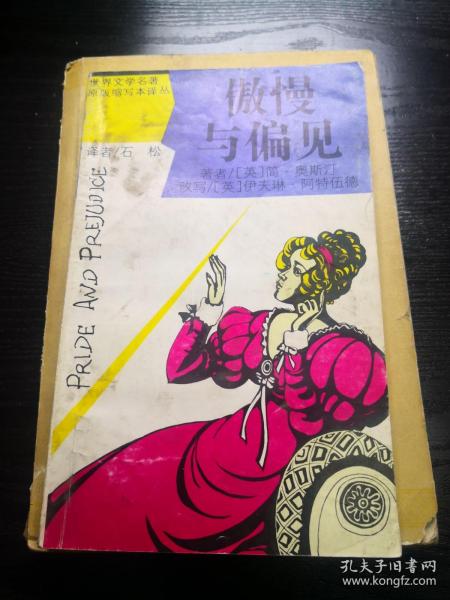 世界文学名著
原版缩写本译丛
译者/石 松
傲慢
与偏见
著者/[英]简·奥斯汀
改写/[英]伊夫琳·阿特伍德
PRIDE AND PREJUDICE
孔夫子旧书网
www.kongfz.com